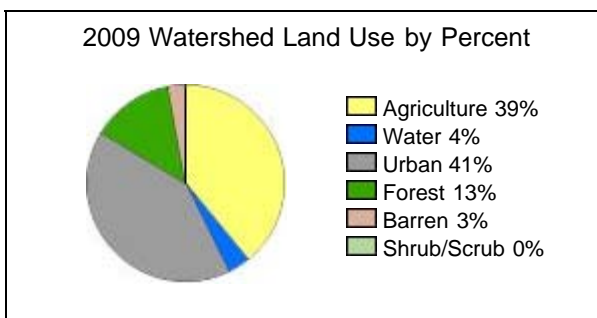 2009 Watershed Land Use by Percent
Agriculture 39%
Water 4%
Urban 41%
Forest 13%
Barren 3%
Shrub/Scrub 0%